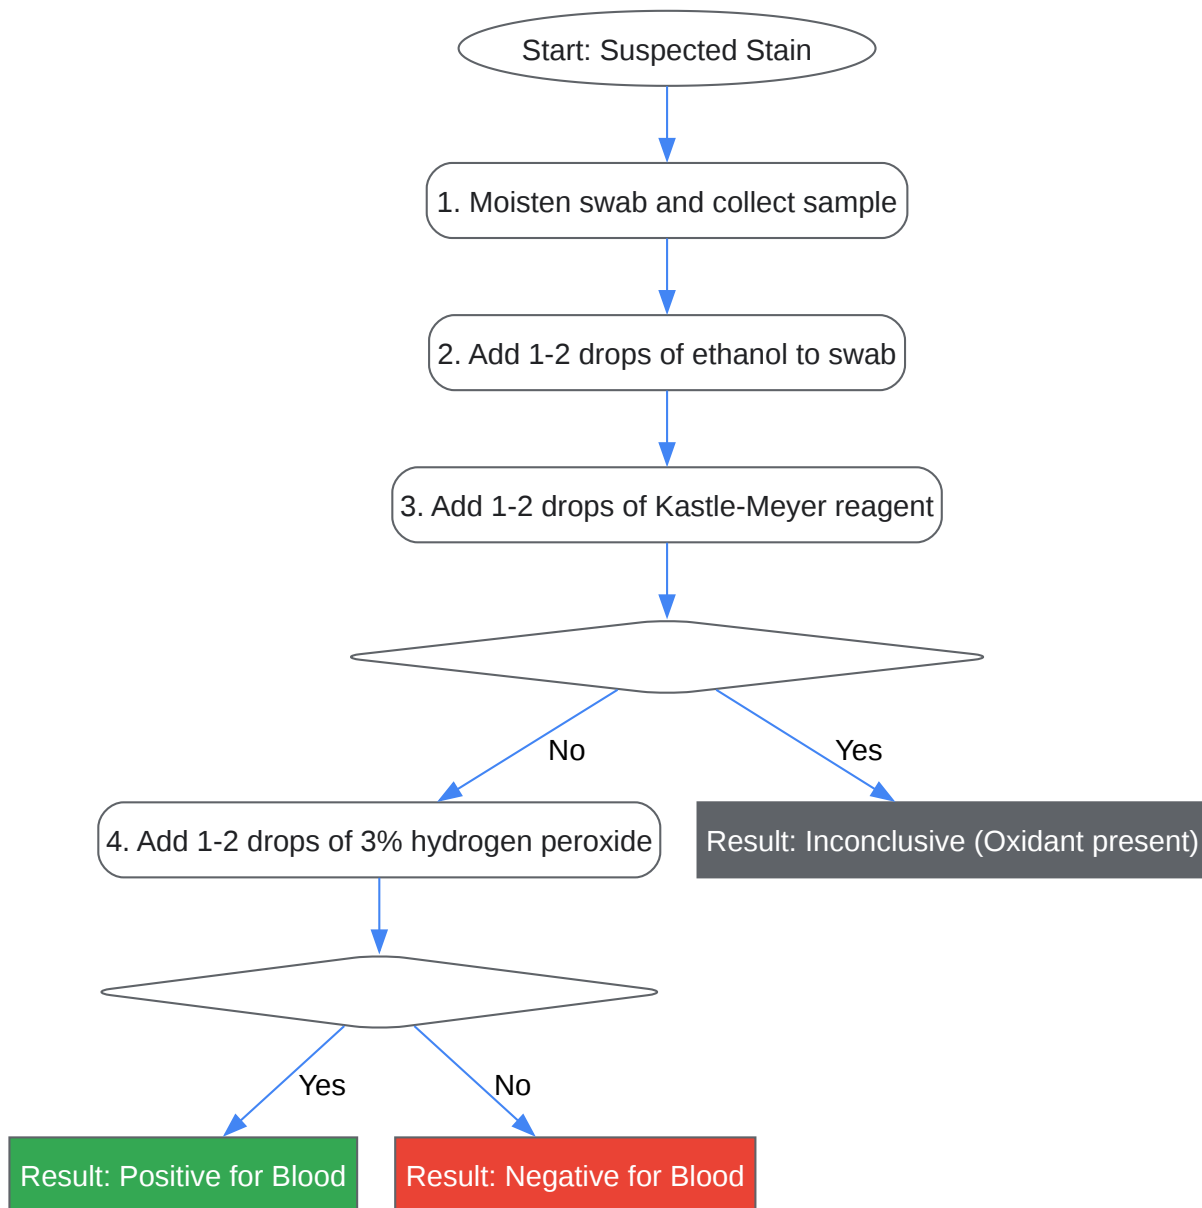 Start: Suspected Stain
1. Moisten swab and collect sample
2. Add 1-2 drops of ethanol to swab
3. Add 1-2 drops of Kastle-Meyer reagent
No
Yes
4. Add 1-2 drops of 3% hydrogen peroxide
Result: Inconclusive (Oxidant present)
Yes
No
Result: Positive for Blood
Result: Negative for Blood